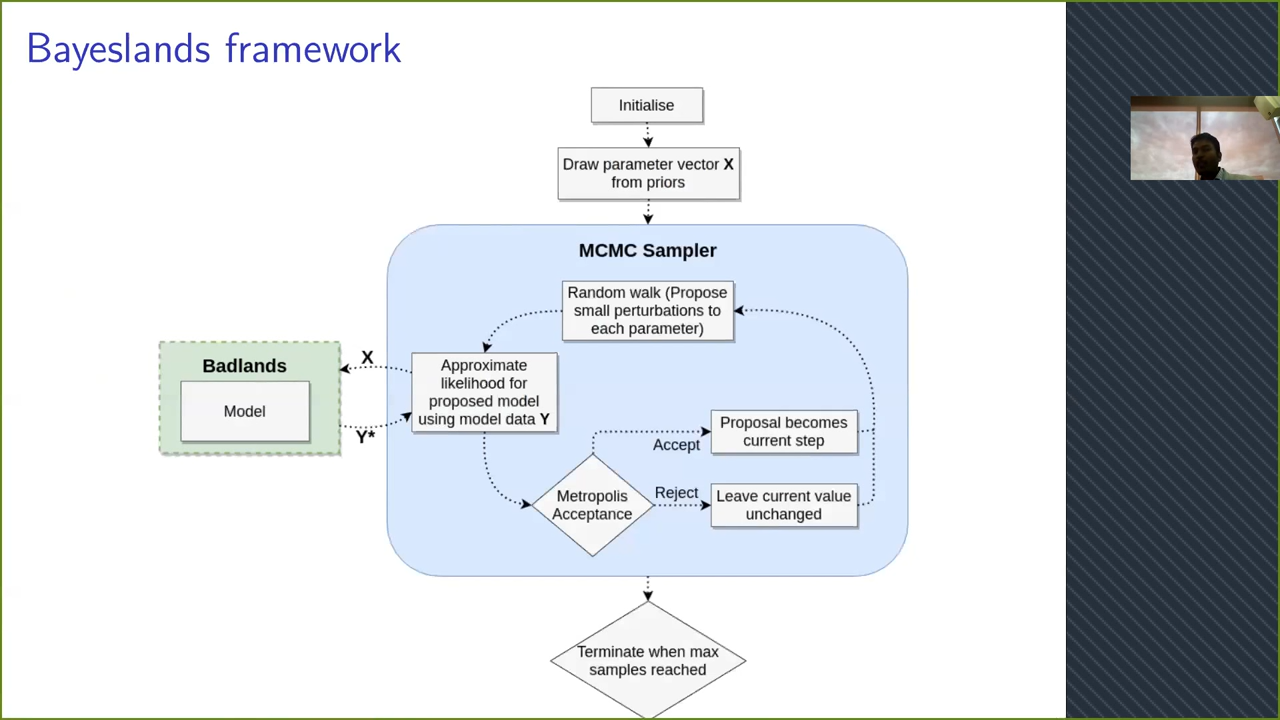 Bayeslands framework
Initialise
Draw parameter vector X
from priors
MCMC Sampler
Random walk (Propose
small perturbations to
each parameter)
Badlands
Model
X
Y*
Approximate
likelihood for
proposed model
using model data Y
Metropolis
Acceptance
Accept
Proposal becomes
current step
Reject
Leave current value
unchanged
Terminate when max
samples reached